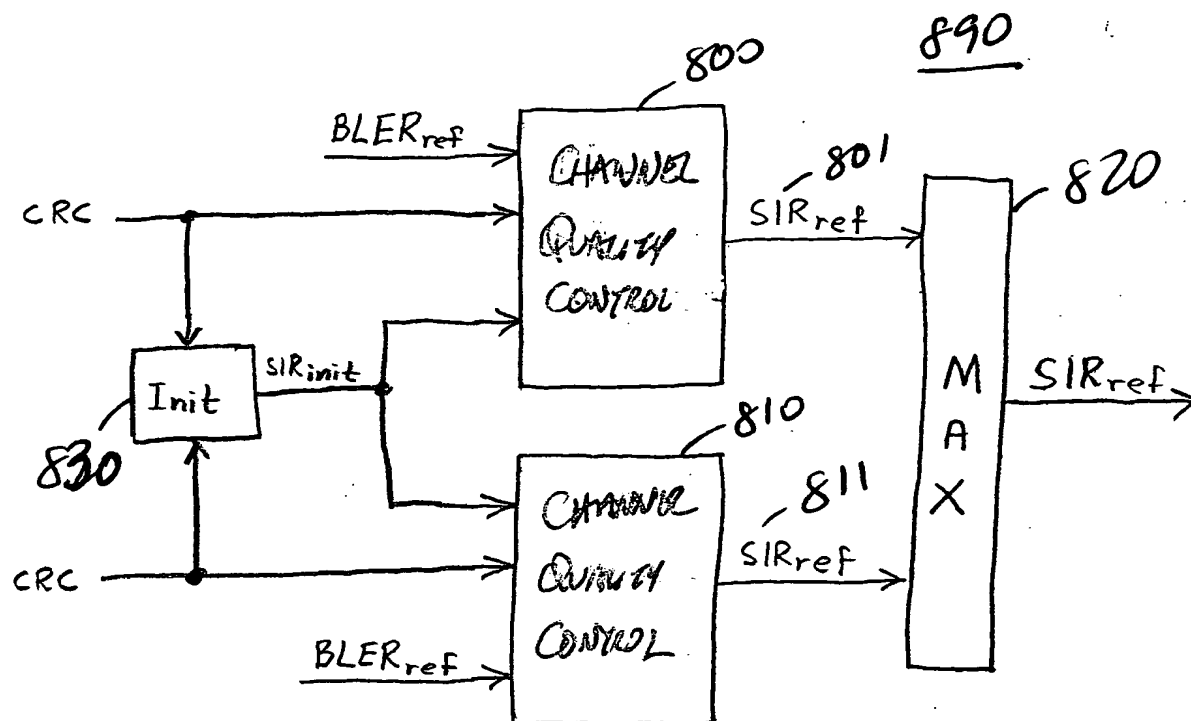 890
800
BLERref
CHANNEL
QUALITY
CONTROL
CRC
801
SIRref
820
SIRinit
Init
830
MAX
SIRref
810
CHANNEL
QUALITY
CONTROL
811
SIRref
CRC
BLERref